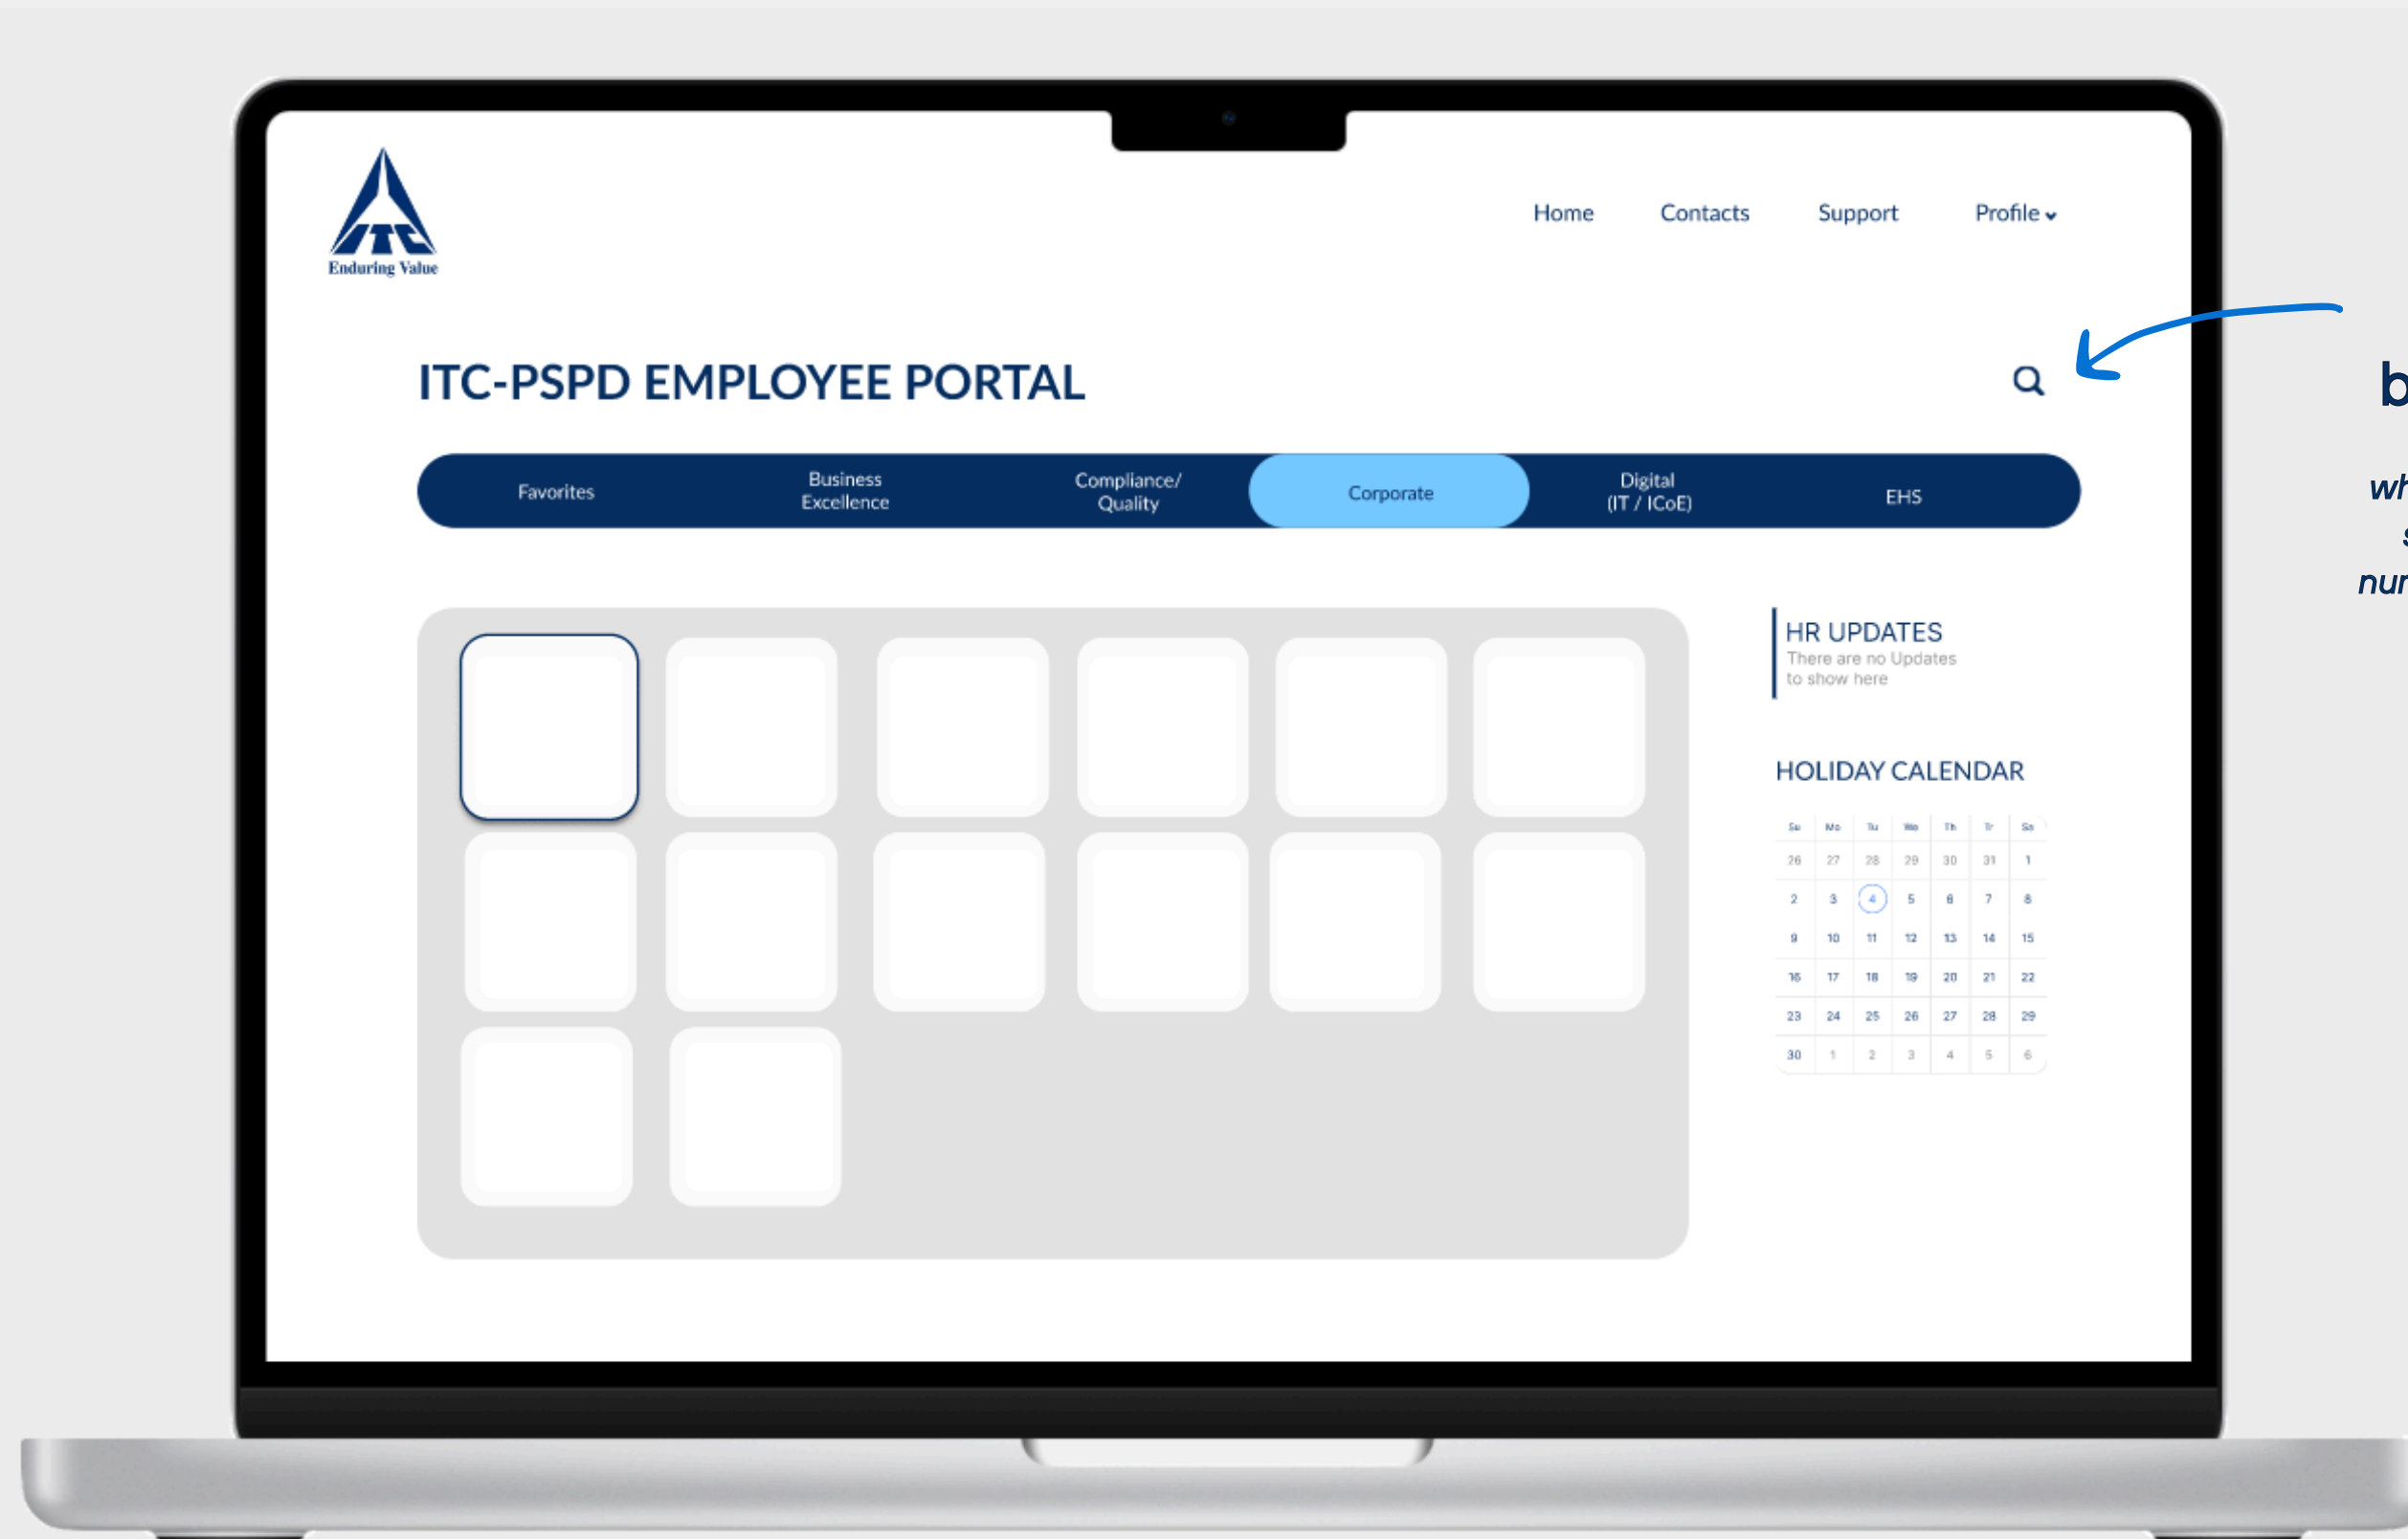 ITC
Enduring Value
Home Contacts Support Profile
ITC-PSPD EMPLOYEE PORTAL
Favorites
Business
Excellence
Compliance/
Quality
Corporate
Digital
(IT / ICoE)
EHS
HR UPDATES
There are no Updates
to show here
HOLIDAY CALENDAR
Su Mo Tu We Th Tr Sa
26 27 28 29 30 31 1
2 3 4 5 6 7 8
9 10 11 12 13 14 15
16 17 18 19 20 21 22
23 24 25 26 27 28 29
30 1 2 3 4 5 6